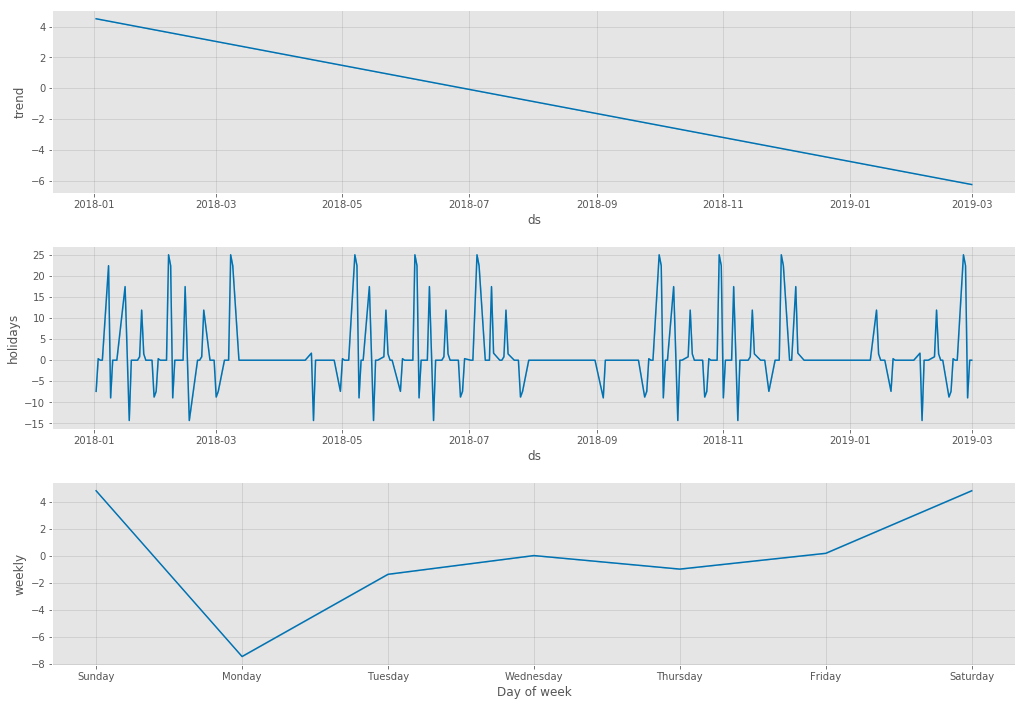 4
2
0
−2
−4
−6
trend
2018-01 2018-03 2018-05 2018-07 2018-09 2018-11 2019-01 2019-03
ds
25
20
15
10
5
0
−5
−10
−15
holidays
2018-01 2018-03 2018-05 2018-07 2018-09 2018-11 2019-01 2019-03
ds
4
2
0
−2
−4
−6
−8
weekly
Sunday Monday Tuesday Wednesday Thursday Friday Saturday
Day of week